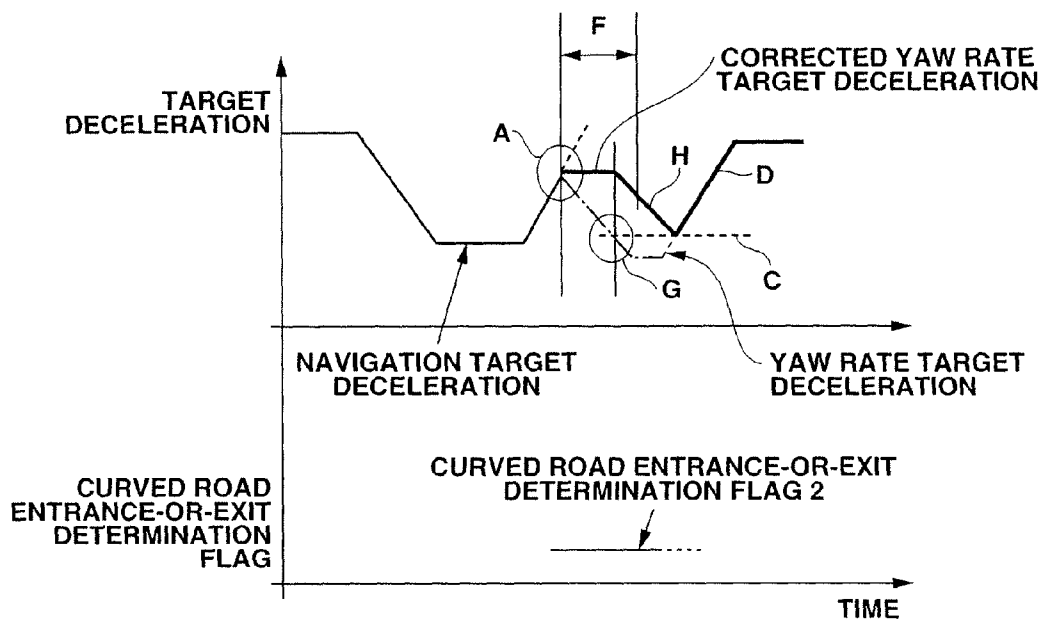 F
CORRECTED YAW RATE
TARGET DECELERATION
TARGET
DECELERATION
A
H
D
G
C
NAVIGATION TARGET
DECELERATION
YAW RATE TARGET
DECELERATION
CURVED ROAD ENTRANCE-OR-EXIT
DETERMINATION FLAG 2
CURVED ROAD
ENTRANCE-OR-EXIT
DETERMINATION
FLAG
TIME